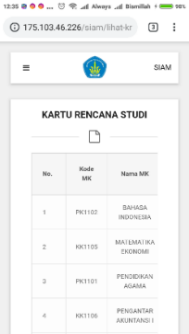 12:35
Always
Bismillah
98%
175.103.46.226/siam/lihat-kr
3
SIAM
KARTU RENCANA STUDI
No. Kode MK Nama MK
1 PK1102 BAHASA INDONESIA
2 KK1105 MATEMATIKA EKONOMI
3 PK1101 PENDIDIKAN AGAMA
4 KK1106 PENGANTAR AKUNTANSI I